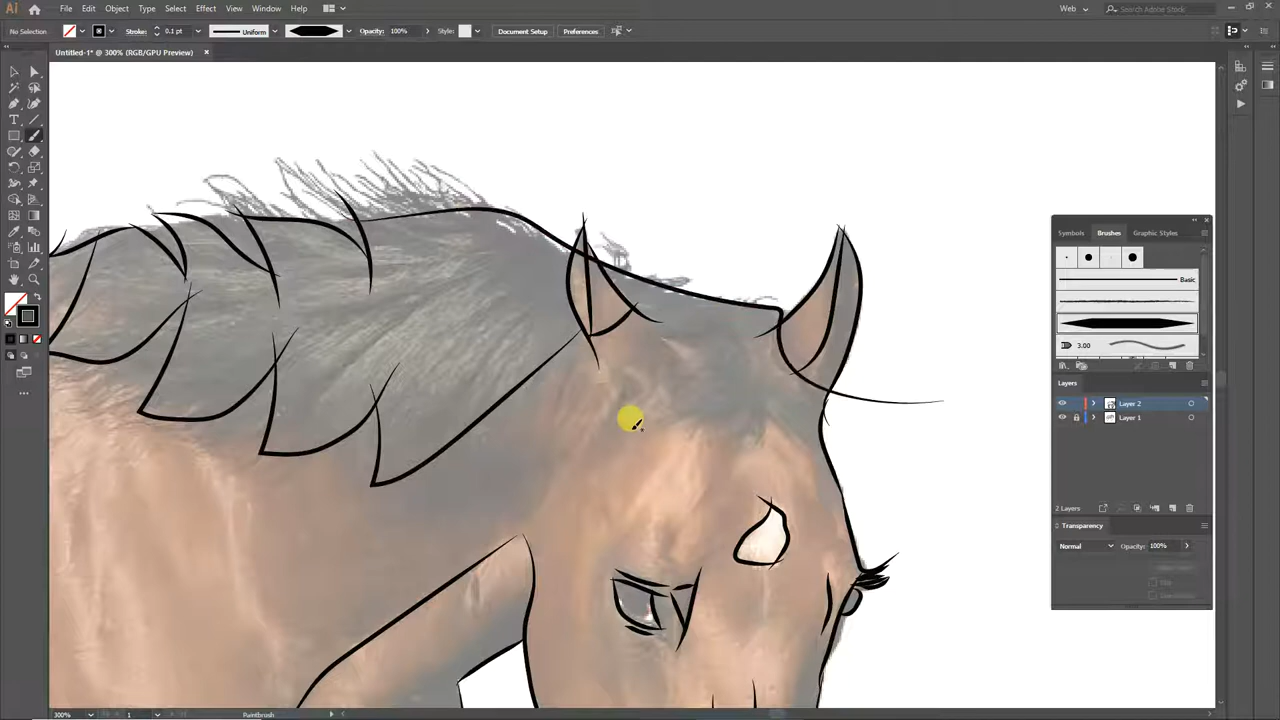 Ai File Edit Object Type Select Effect View Window Help Web Search Adobe Stock
No Selection Stroke: 0.1 pt Uniform Opacity: 100% Style: Document Setup Preferences
Untitled-1* @ 300% (RGB/GPU Preview) ×
Symbols Brushes Graphic Styles
Basic
3.00
Layers
Layer 2
Layer 1
2 Layers
Transparency
Normal Opacity: 100%
300% 1 Paintbrush